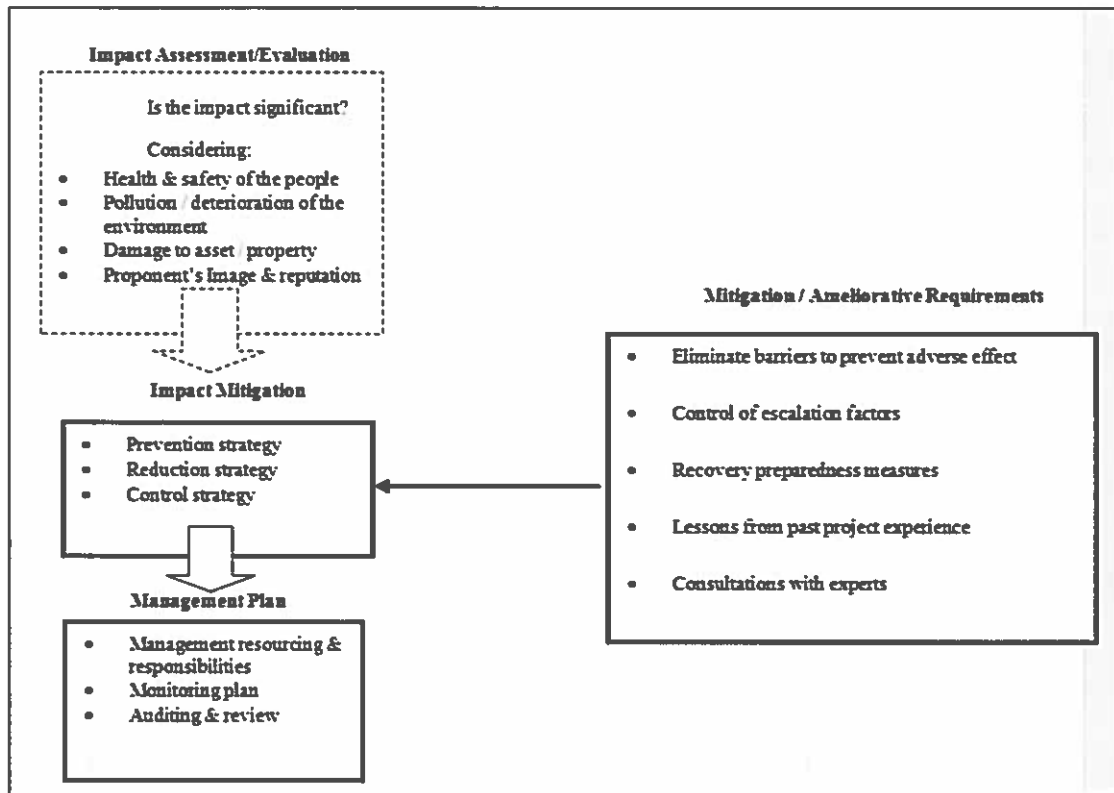 Impact Assessment/Evaluation
Is the impact significant?
Considering:
• Health & safety of the people
• Pollution / deterioration of the
environment
• Damage to asset / property
• Proponent's Image & reputation
Impact Mitigation
• Prevention strategy
• Reduction strategy
• Control strategy
Management Plan
• Management resourcing &
responsibilities
• Monitoring plan
• Auditing & review
Mitigation / Ameliorative Requirements
• Eliminate barriers to prevent adverse effect
• Control of escalation factors
• Recovery preparedness measures
• Lessons from past project experience
• Consultations with experts